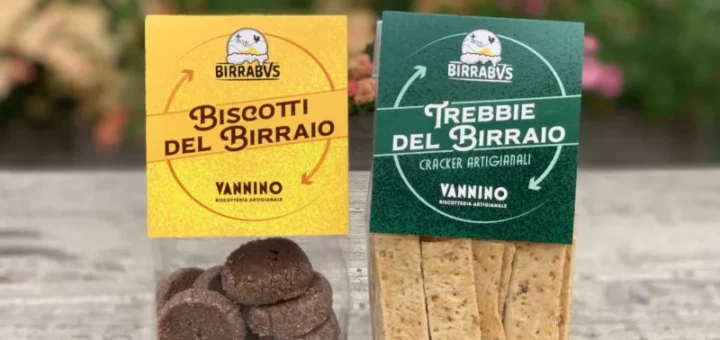 BIRRABVS
BISCOTTI
DEL BIRRAIO
VANNINO
BISCOTTERIA ARTIGIANALE
BIRRABVS
TREBBIE
DEL BIRRAIO
CRACKER ARTIGIANALI
VANNINO
BISCOTTERIA ARTIGIANALE